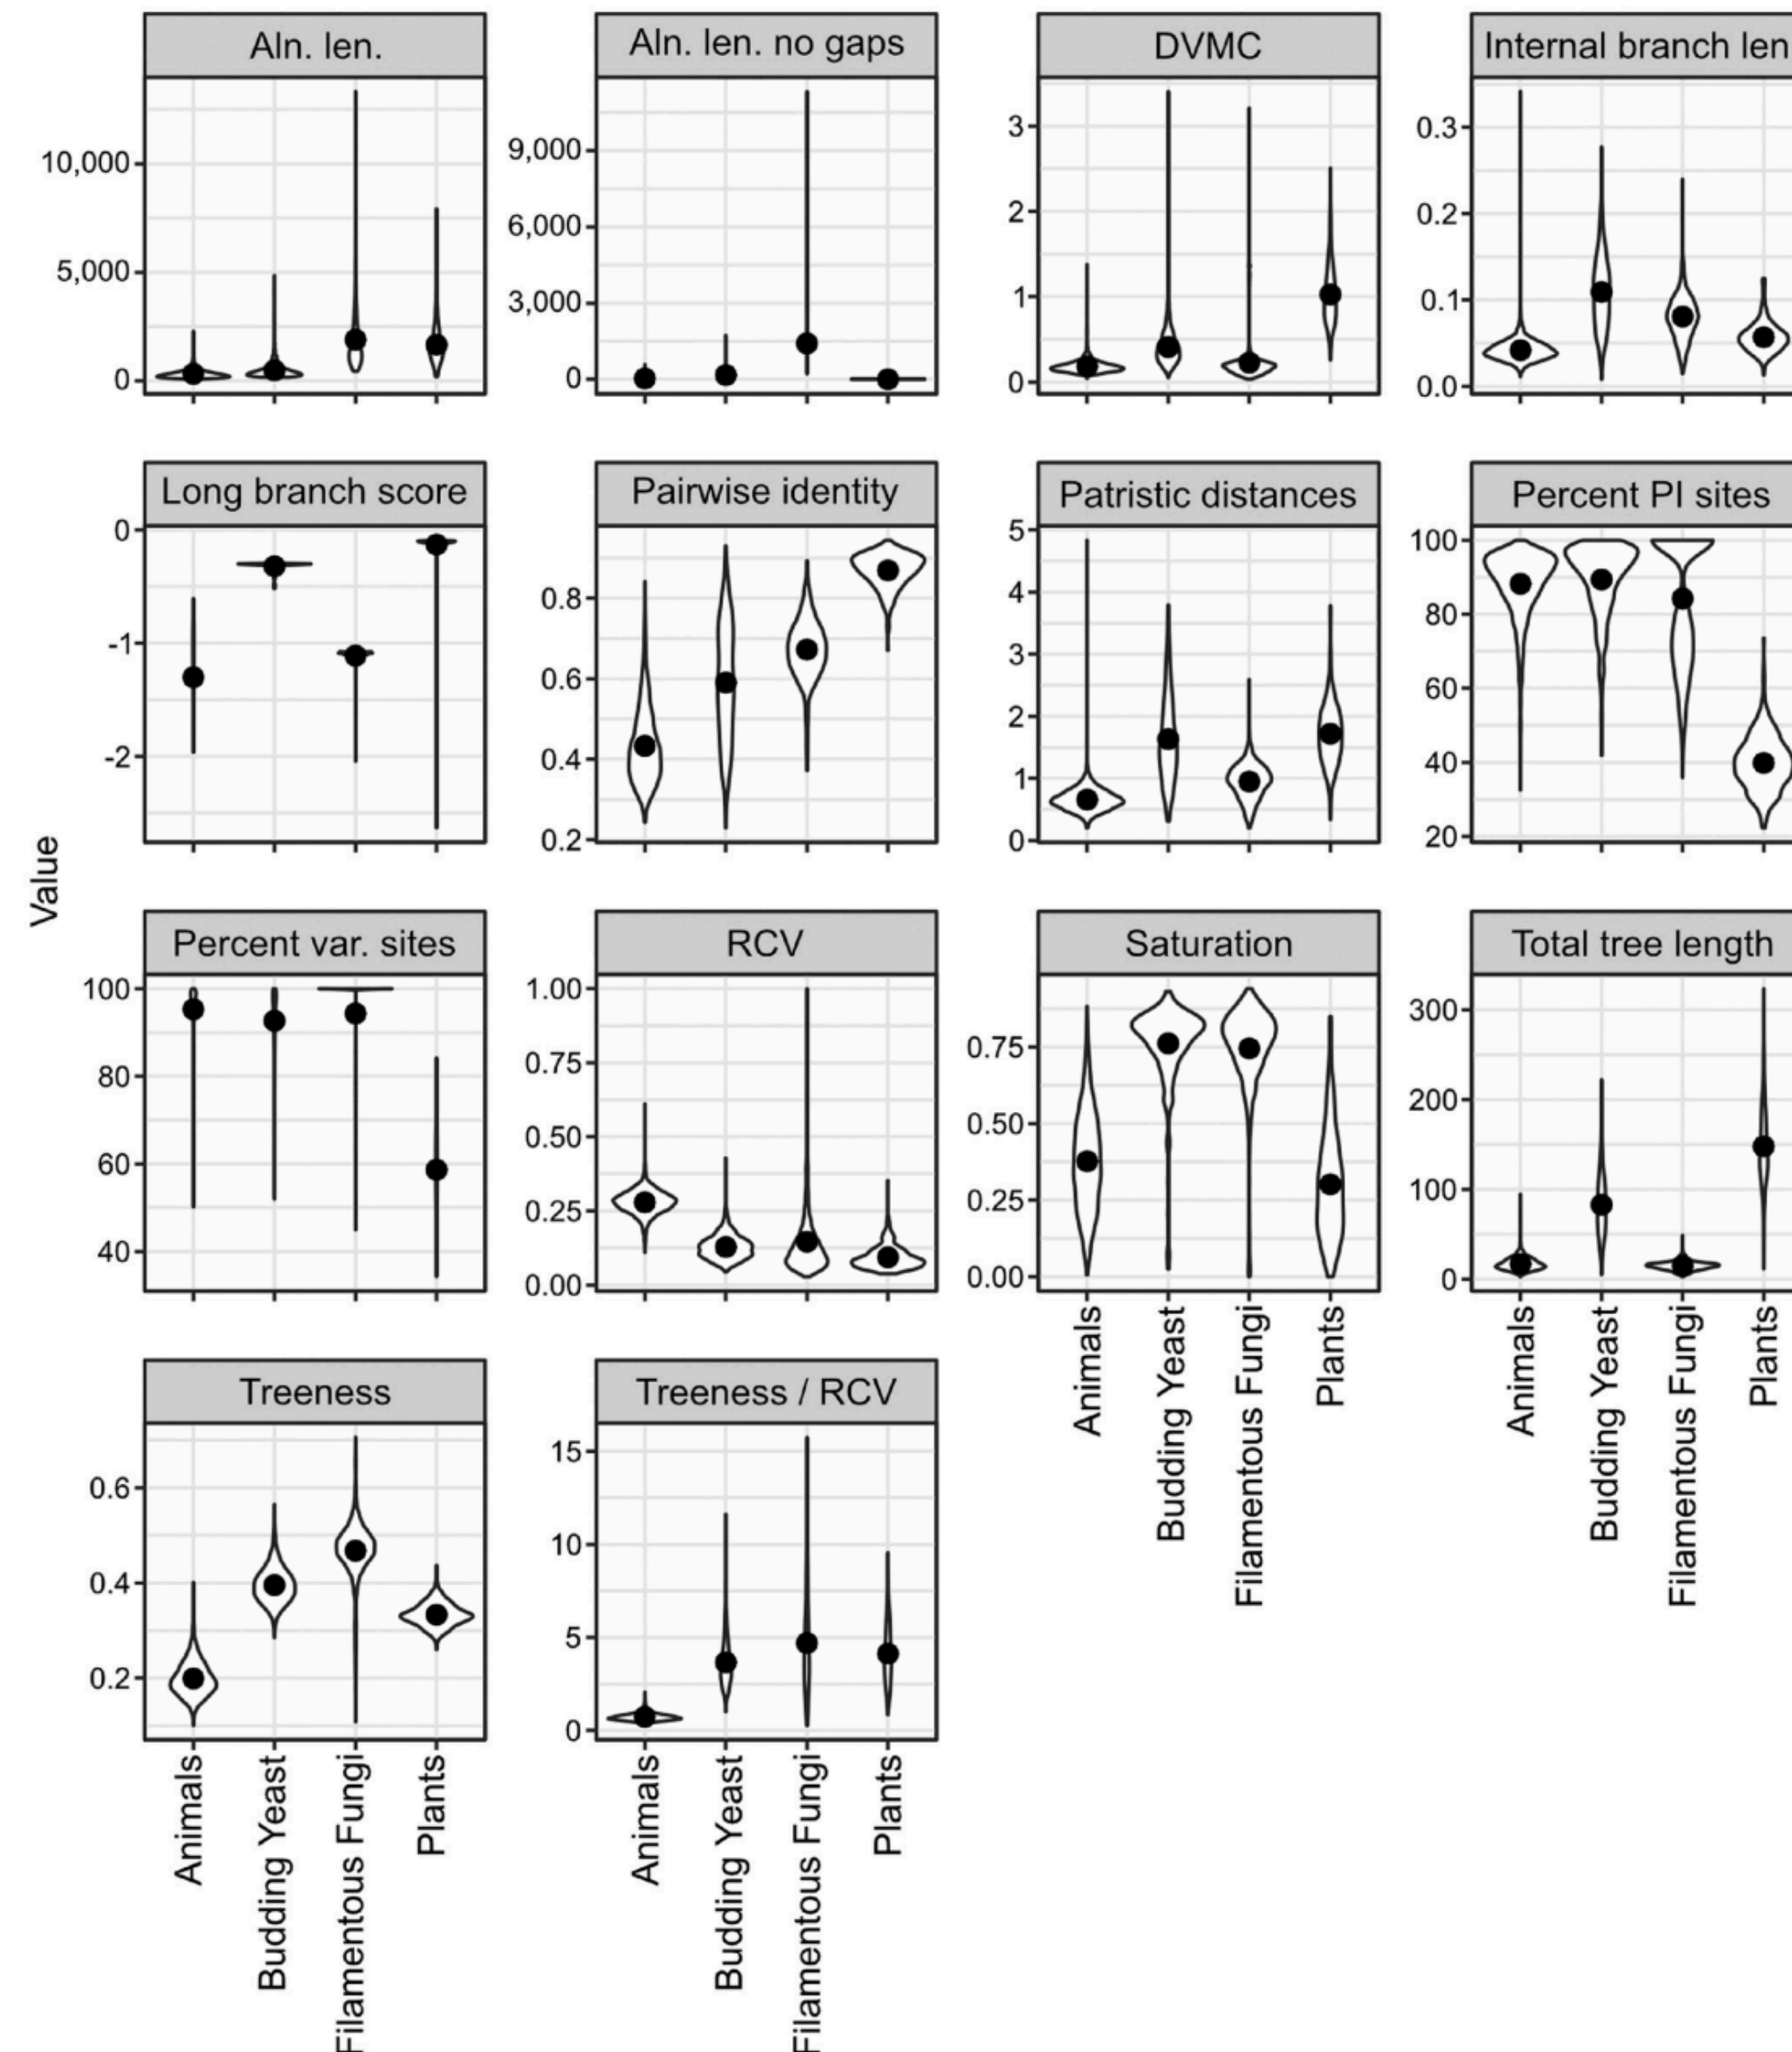 Aln. len.
Aln. len. no gaps
DVMC
Internal branch len
10,000
5,000
0
9,000
6,000
3,000
0
3
2
1
0
0.3
0.2
0.1
0.0
Long branch score
Pairwise identity
Patristic distances
Percent PI sites
0
-1
-2
0.8
0.6
0.4
0.2
5
4
3
2
1
0
100
80
60
40
20
Value
Percent var. sites
RCV
Saturation
Total tree length
100
80
60
40
1.00
0.75
0.50
0.25
0.00
0.75
0.50
0.25
0.00
300
200
100
0
Animals
Budding Yeast
Filamentous Fungi
Plants
Animals
Budding Yeast
Filamentous Fungi
Plants
Treeness
Treeness / RCV
0.6
0.4
0.2
15
10
5
0
Animals
Budding Yeast
Filamentous Fungi
Plants
Animals
Budding Yeast
Filamentous Fungi
Plants